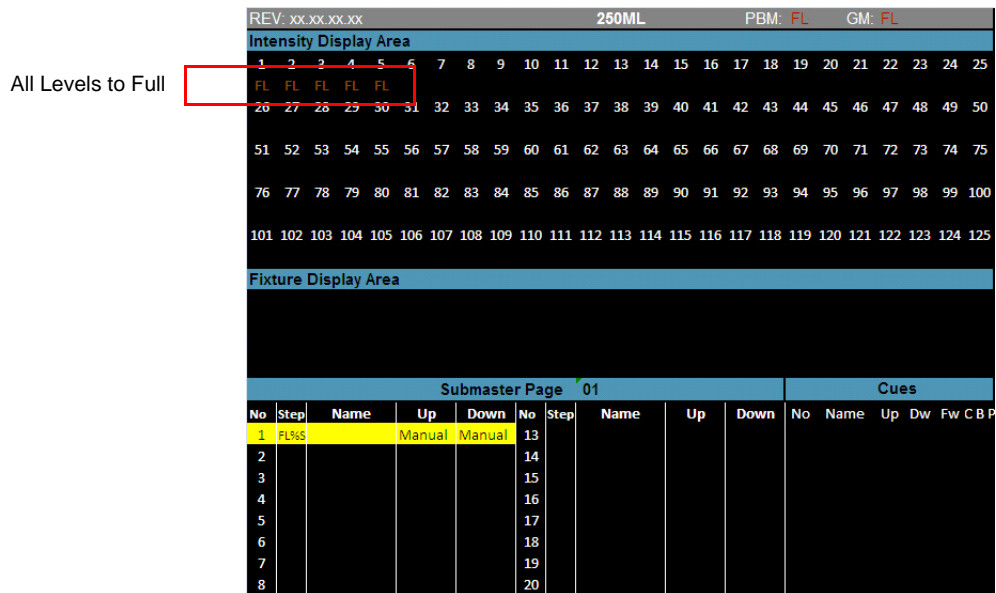 REV: xx.xx.xx.xx 250ML PBM: FL GM: FL
Intensity Display Area
1 2 3 4 5 6 7 8 9 10 11 12 13 14 15 16 17 18 19 20 21 22 23 24 25
All Levels to Full
FL FL FL FL FL
26 27 28 29 30 31 32 33 34 35 36 37 38 39 40 41 42 43 44 45 46 47 48 49 50
51 52 53 54 55 56 57 58 59 60 61 62 63 64 65 66 67 68 69 70 71 72 73 74 75
76 77 78 79 80 81 82 83 84 85 86 87 88 89 90 91 92 93 94 95 96 97 98 99 100
101 102 103 104 105 106 107 108 109 110 111 112 113 114 115 116 117 118 119 120 121 122 123 124 125
Fixture Display Area
Submaster Page 01 Cues
No Step Name Up Down No Step Name Up Down No Name Up Dw Fw C B P
1 FL%S Manual Manual 13
2 14
3 15
4 16
5 17
6 18
7 19
8 20